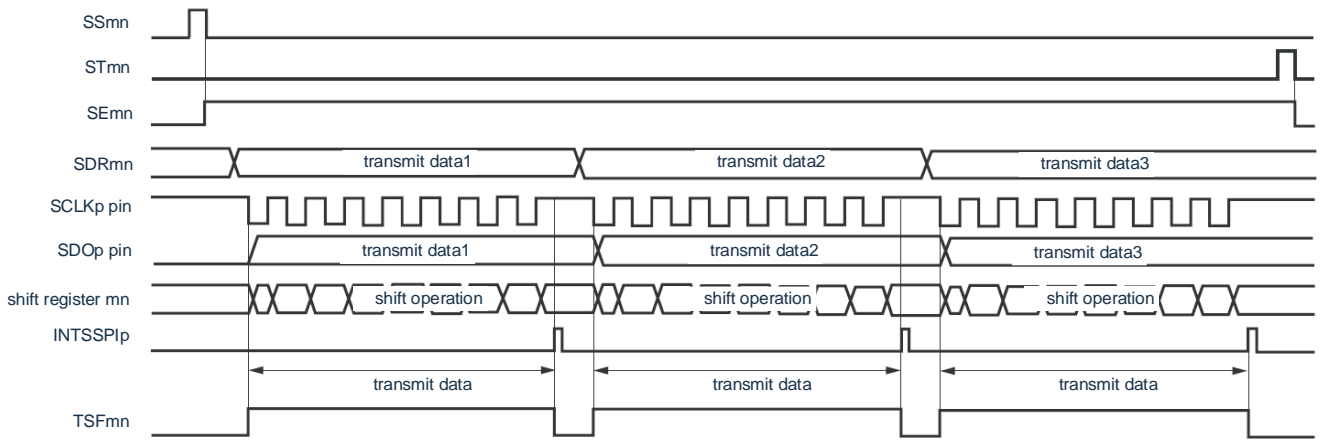 SSmn
STmn
SEmn
SDRmn transmit data1 transmit data2 transmit data3
SCLKp pin
SDOp pin transmit data1 transmit data2 transmit data3
shift register mn shift operation shift operation shift operation
INTSSPIp
transmit data transmit data transmit data
TSFmn